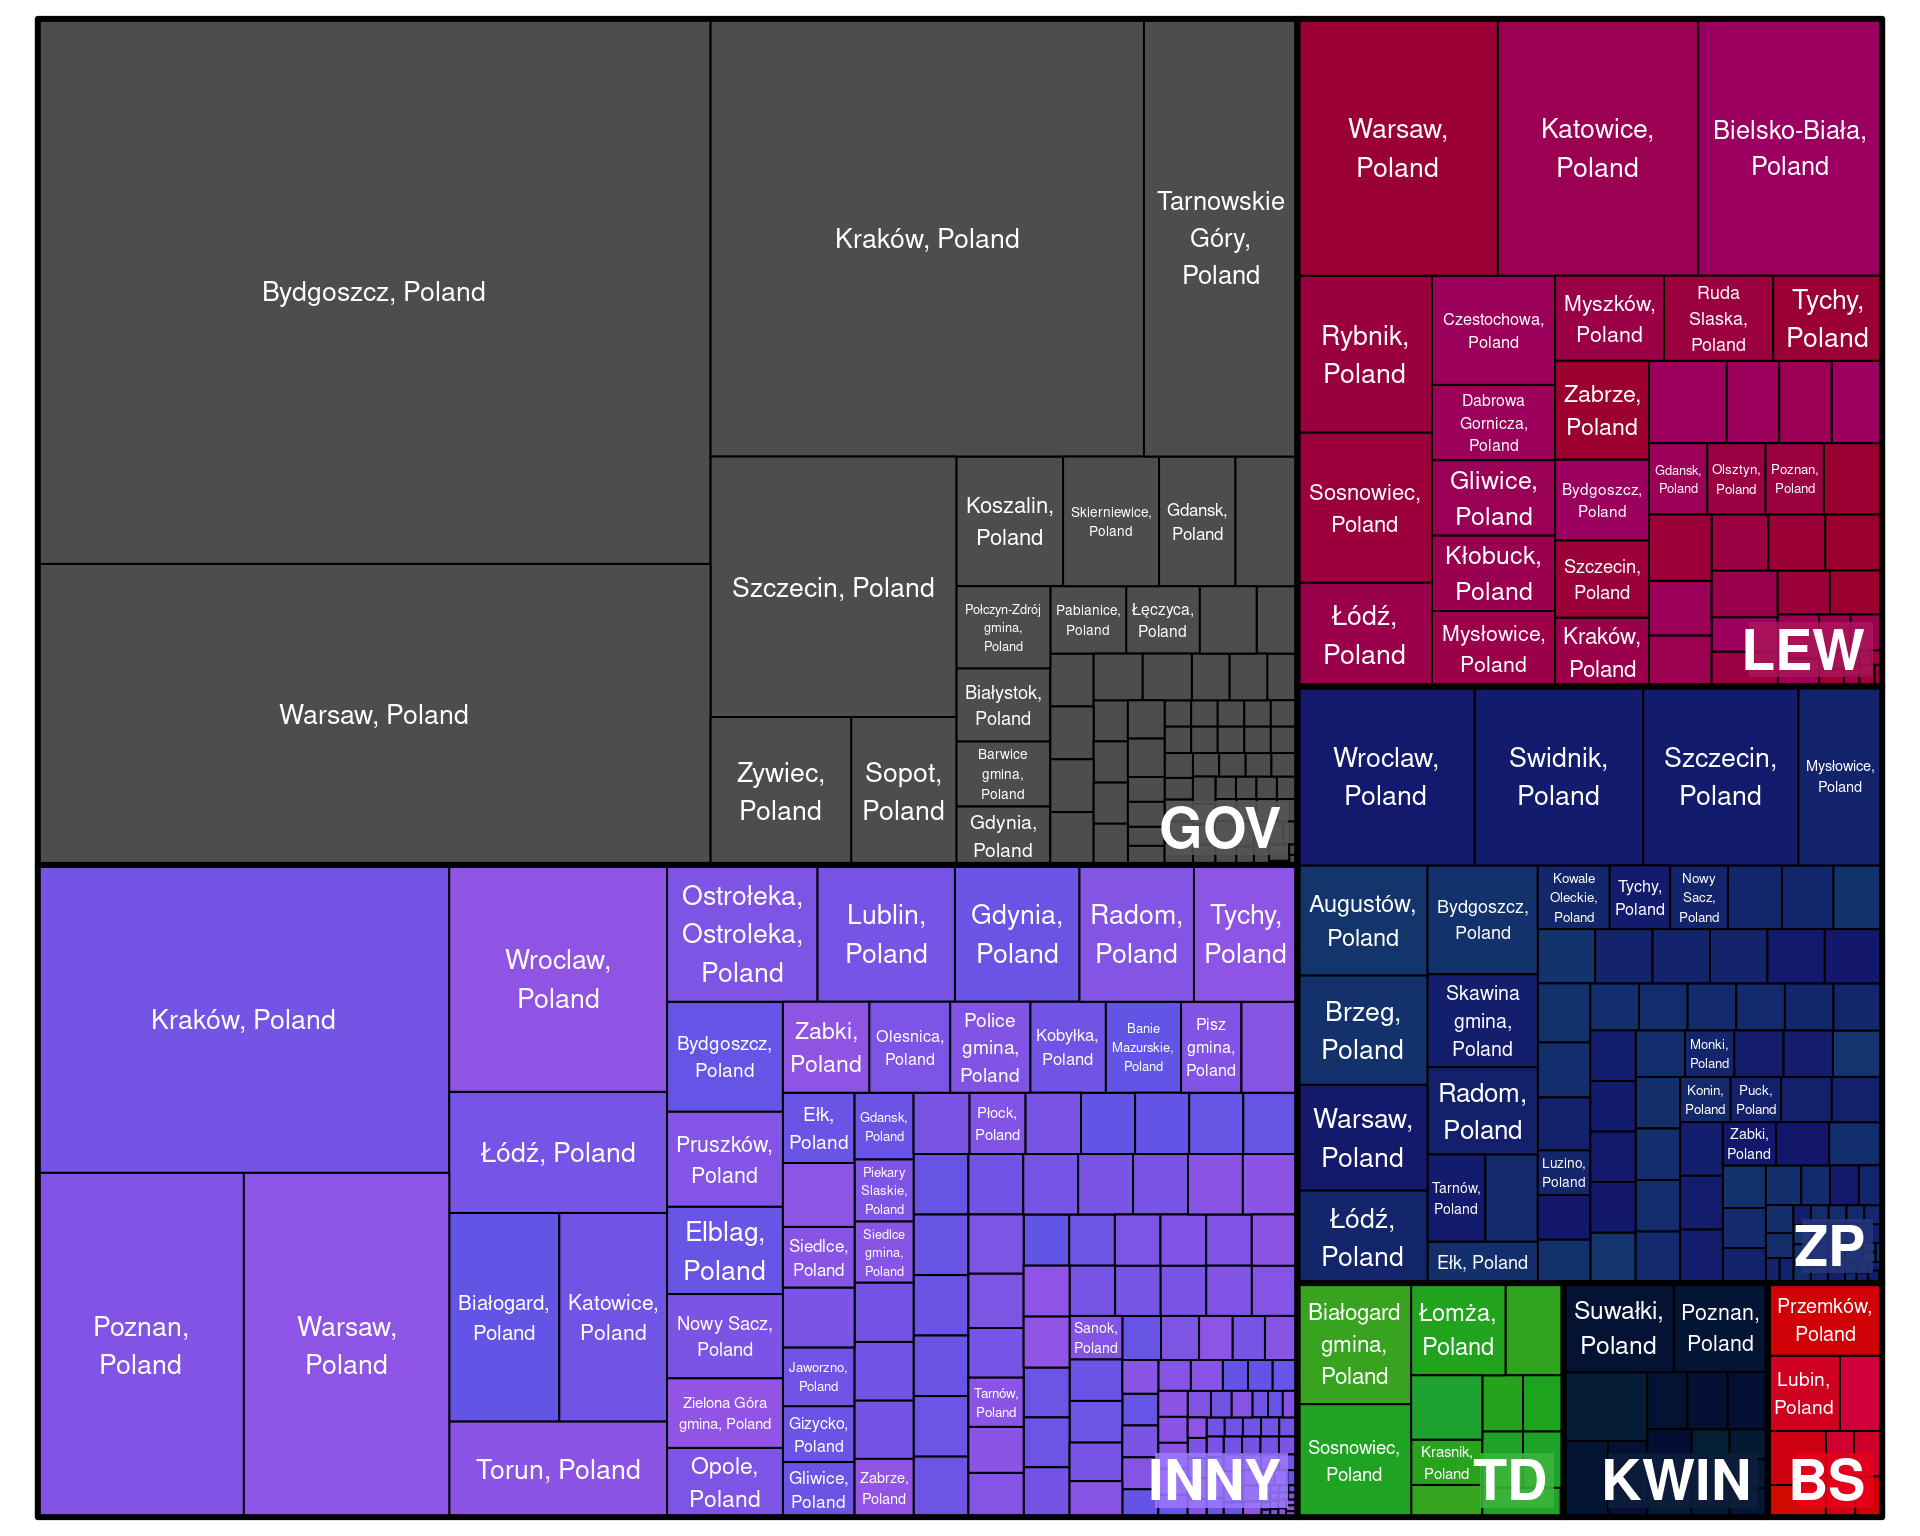 Bydgoszcz, Poland
Warsaw, Poland
Kraków, Poland
Tarnowskie
Góry,
Poland
Szczecin, Poland
Zywiec,
Poland
Sopot,
Poland
Koszalin,
Poland
Skierniewice,
Poland
Gdansk,
Poland
Połczyn-Zdrój
gmina,
Poland
Pabianice,
Poland
Łęczyca,
Poland
Białystok,
Poland
Barwice
gmina,
Poland
Gdynia,
Poland
GOV
Warsaw,
Poland
Katowice,
Poland
Bielsko-Biała,
Poland
Rybnik,
Poland
Sosnowiec,
Poland
Łódź,
Poland
Czestochowa,
Poland
Dabrowa
Gornicza,
Poland
Gliwice,
Poland
Kłobuck,
Poland
Mysłowice,
Poland
Myszków,
Poland
Ruda
Slaska,
Poland
Tychy,
Poland
Zabrze,
Poland
Bydgoszcz,
Poland
Szczecin,
Poland
Kraków,
Poland
Gdansk,
Poland
Olsztyn,
Poland
Poznan,
Poland
LEW
Kraków, Poland
Poznan,
Poland
Warsaw,
Poland
Wroclaw,
Poland
Łódź, Poland
Białogard,
Poland
Katowice,
Poland
Torun, Poland
Ostrołeka,
Ostroleka,
Poland
Lublin,
Poland
Gdynia,
Poland
Radom,
Poland
Tychy,
Poland
Bydgoszcz,
Poland
Pruszków,
Poland
Elblag,
Poland
Nowy Sacz,
Poland
Zielona Góra
gmina, Poland
Opole,
Poland
Zabki,
Poland
Olesnica,
Poland
Police
gmina,
Poland
Kobyłka,
Poland
Banie
Mazurskie,
Poland
Pisz
gmina,
Poland
Ełk,
Poland
Gdansk,
Poland
Płock,
Poland
Piekary
Slaskie,
Poland
Siedlce,
Poland
Siedlce
gmina,
Poland
Jaworzno,
Poland
Gizycko,
Poland
Gliwice,
Poland
Zabrze,
Poland
Tarnów,
Poland
Sanok,
Poland
INNY
Wroclaw,
Poland
Swidnik,
Poland
Szczecin,
Poland
Mysłowice,
Poland
Augustów,
Poland
Brzeg,
Poland
Warsaw,
Poland
Łódź,
Poland
Bydgoszcz,
Poland
Skawina
gmina,
Poland
Radom,
Poland
Tarnów,
Poland
Ełk, Poland
Kowale
Oleckie,
Poland
Tychy,
Poland
Nowy
Sacz,
Poland
Monki,
Poland
Konin,
Poland
Puck,
Poland
Zabki,
Poland
Luzino,
Poland
ZP
Białogard
gmina,
Poland
Sosnowiec,
Poland
Łomża,
Poland
Krasnik,
Poland
TD
Suwałki,
Poland
Poznan,
Poland
KWIN
Przemków,
Poland
Lubin,
Poland
BS